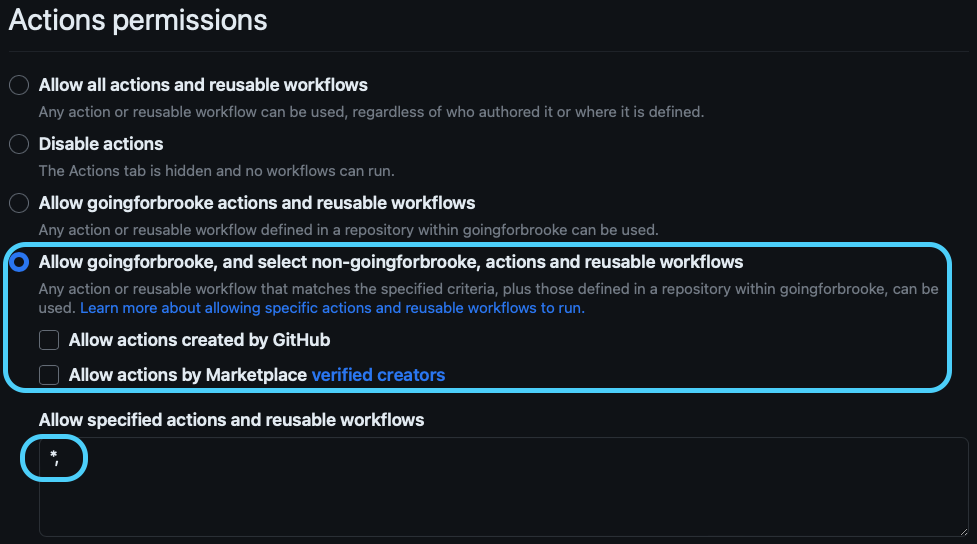 Actions permissions
Allow all actions and reusable workflows
Any action or reusable workflow can be used, regardless of who authored it or where it is defined.
Disable actions
The Actions tab is hidden and no workflows can run.
Allow goingforbrooke actions and reusable workflows
Any action or reusable workflow defined in a repository within goingforbrooke can be used.
Allow goingforbrooke, and select non-goingforbrooke, actions and reusable workflows
Any action or reusable workflow that matches the specified criteria, plus those defined in a repository within goingforbrooke, can be
used. Learn more about allowing specific actions and reusable workflows to run.
Allow actions created by GitHub
Allow actions by Marketplace verified creators
Allow specified actions and reusable workflows
*,